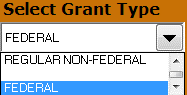 Select Grant Type
FEDERAL
REGULAR NON-FEDERAL
FEDERAL